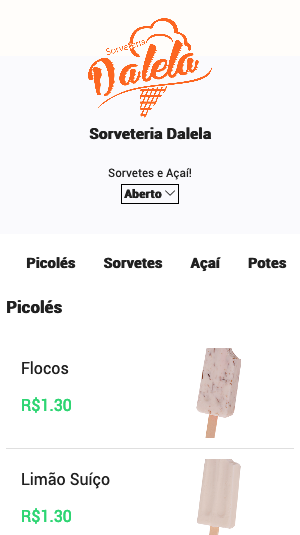 Sorveteria
Dalela
Sorveteria Dalela
Sorvetes e Açaí!
Aberto
Picolés Sorvetes Açaí Potes
Picolés
Flocos
R$1.30
Limão Suíço
R$1.30